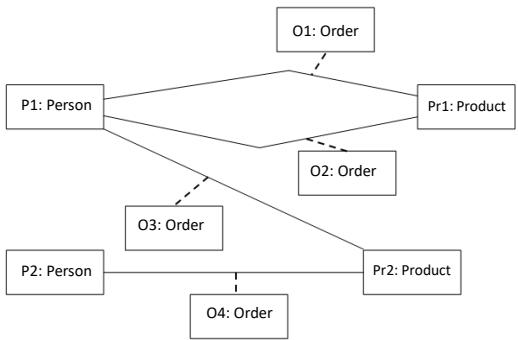 O1: Order
P1: Person
Pr1: Product
O2: Order
O3: Order
P2: Person
Pr2: Product
O4: Order